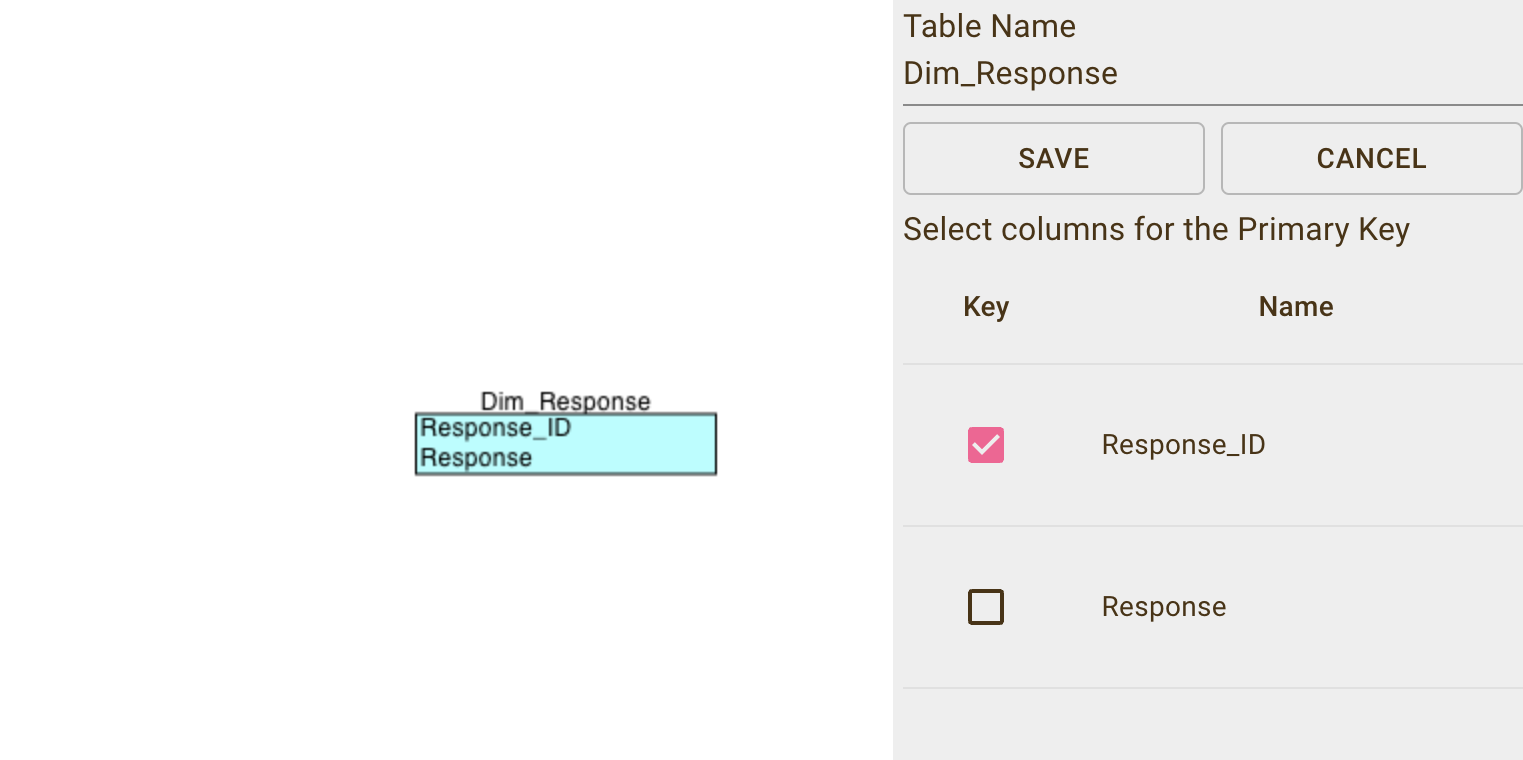 Dim_Response
Response_ID
Response
Table Name
Dim_Response
SAVE CANCEL
Select columns for the Primary Key
Key Name
Response_ID
Response